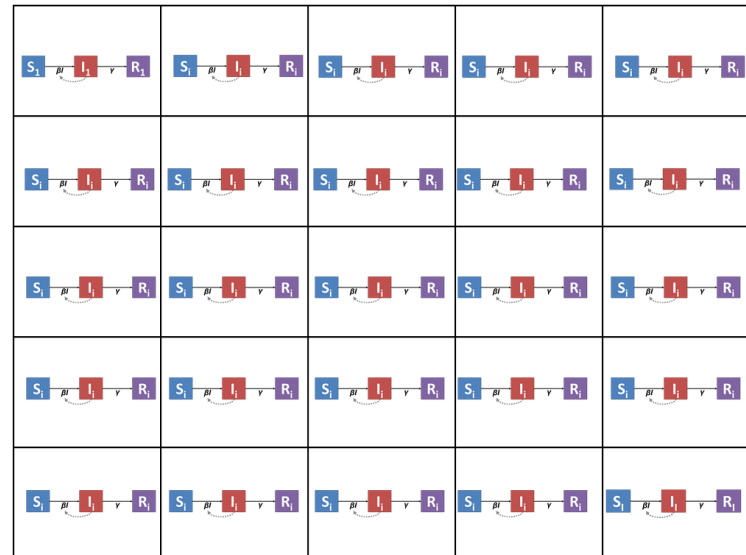 S₁ I₁ R₁ Sᵢ Iᵢ Rᵢ Sᵢ Iᵢ Rᵢ Sᵢ Iᵢ Rᵢ Sᵢ Iᵢ Rᵢ
βI γ βI γ βI γ βI γ βI γ
Sᵢ Iᵢ Rᵢ Sᵢ Iᵢ Rᵢ Sᵢ Iᵢ Rᵢ Sᵢ Iᵢ Rᵢ Sᵢ Iᵢ Rᵢ
βI γ βI γ βI γ βI γ βI γ
Sᵢ Iᵢ Rᵢ Sᵢ Iᵢ Rᵢ Sᵢ Iᵢ Rᵢ Sᵢ Iᵢ Rᵢ Sᵢ Iᵢ Rᵢ
βI γ βI γ βI γ βI γ βI γ
Sᵢ Iᵢ Rᵢ Sᵢ Iᵢ Rᵢ Sᵢ Iᵢ Rᵢ Sᵢ Iᵢ Rᵢ Sᵢ Iᵢ Rᵢ
βI γ βI γ βI γ βI γ βI γ
Sᵢ Iᵢ Rᵢ Sᵢ Iᵢ Rᵢ Sᵢ Iᵢ Rᵢ Sᵢ Iᵢ Rᵢ S_I I_I R_I
βI γ βI γ βI γ βI γ βI γ